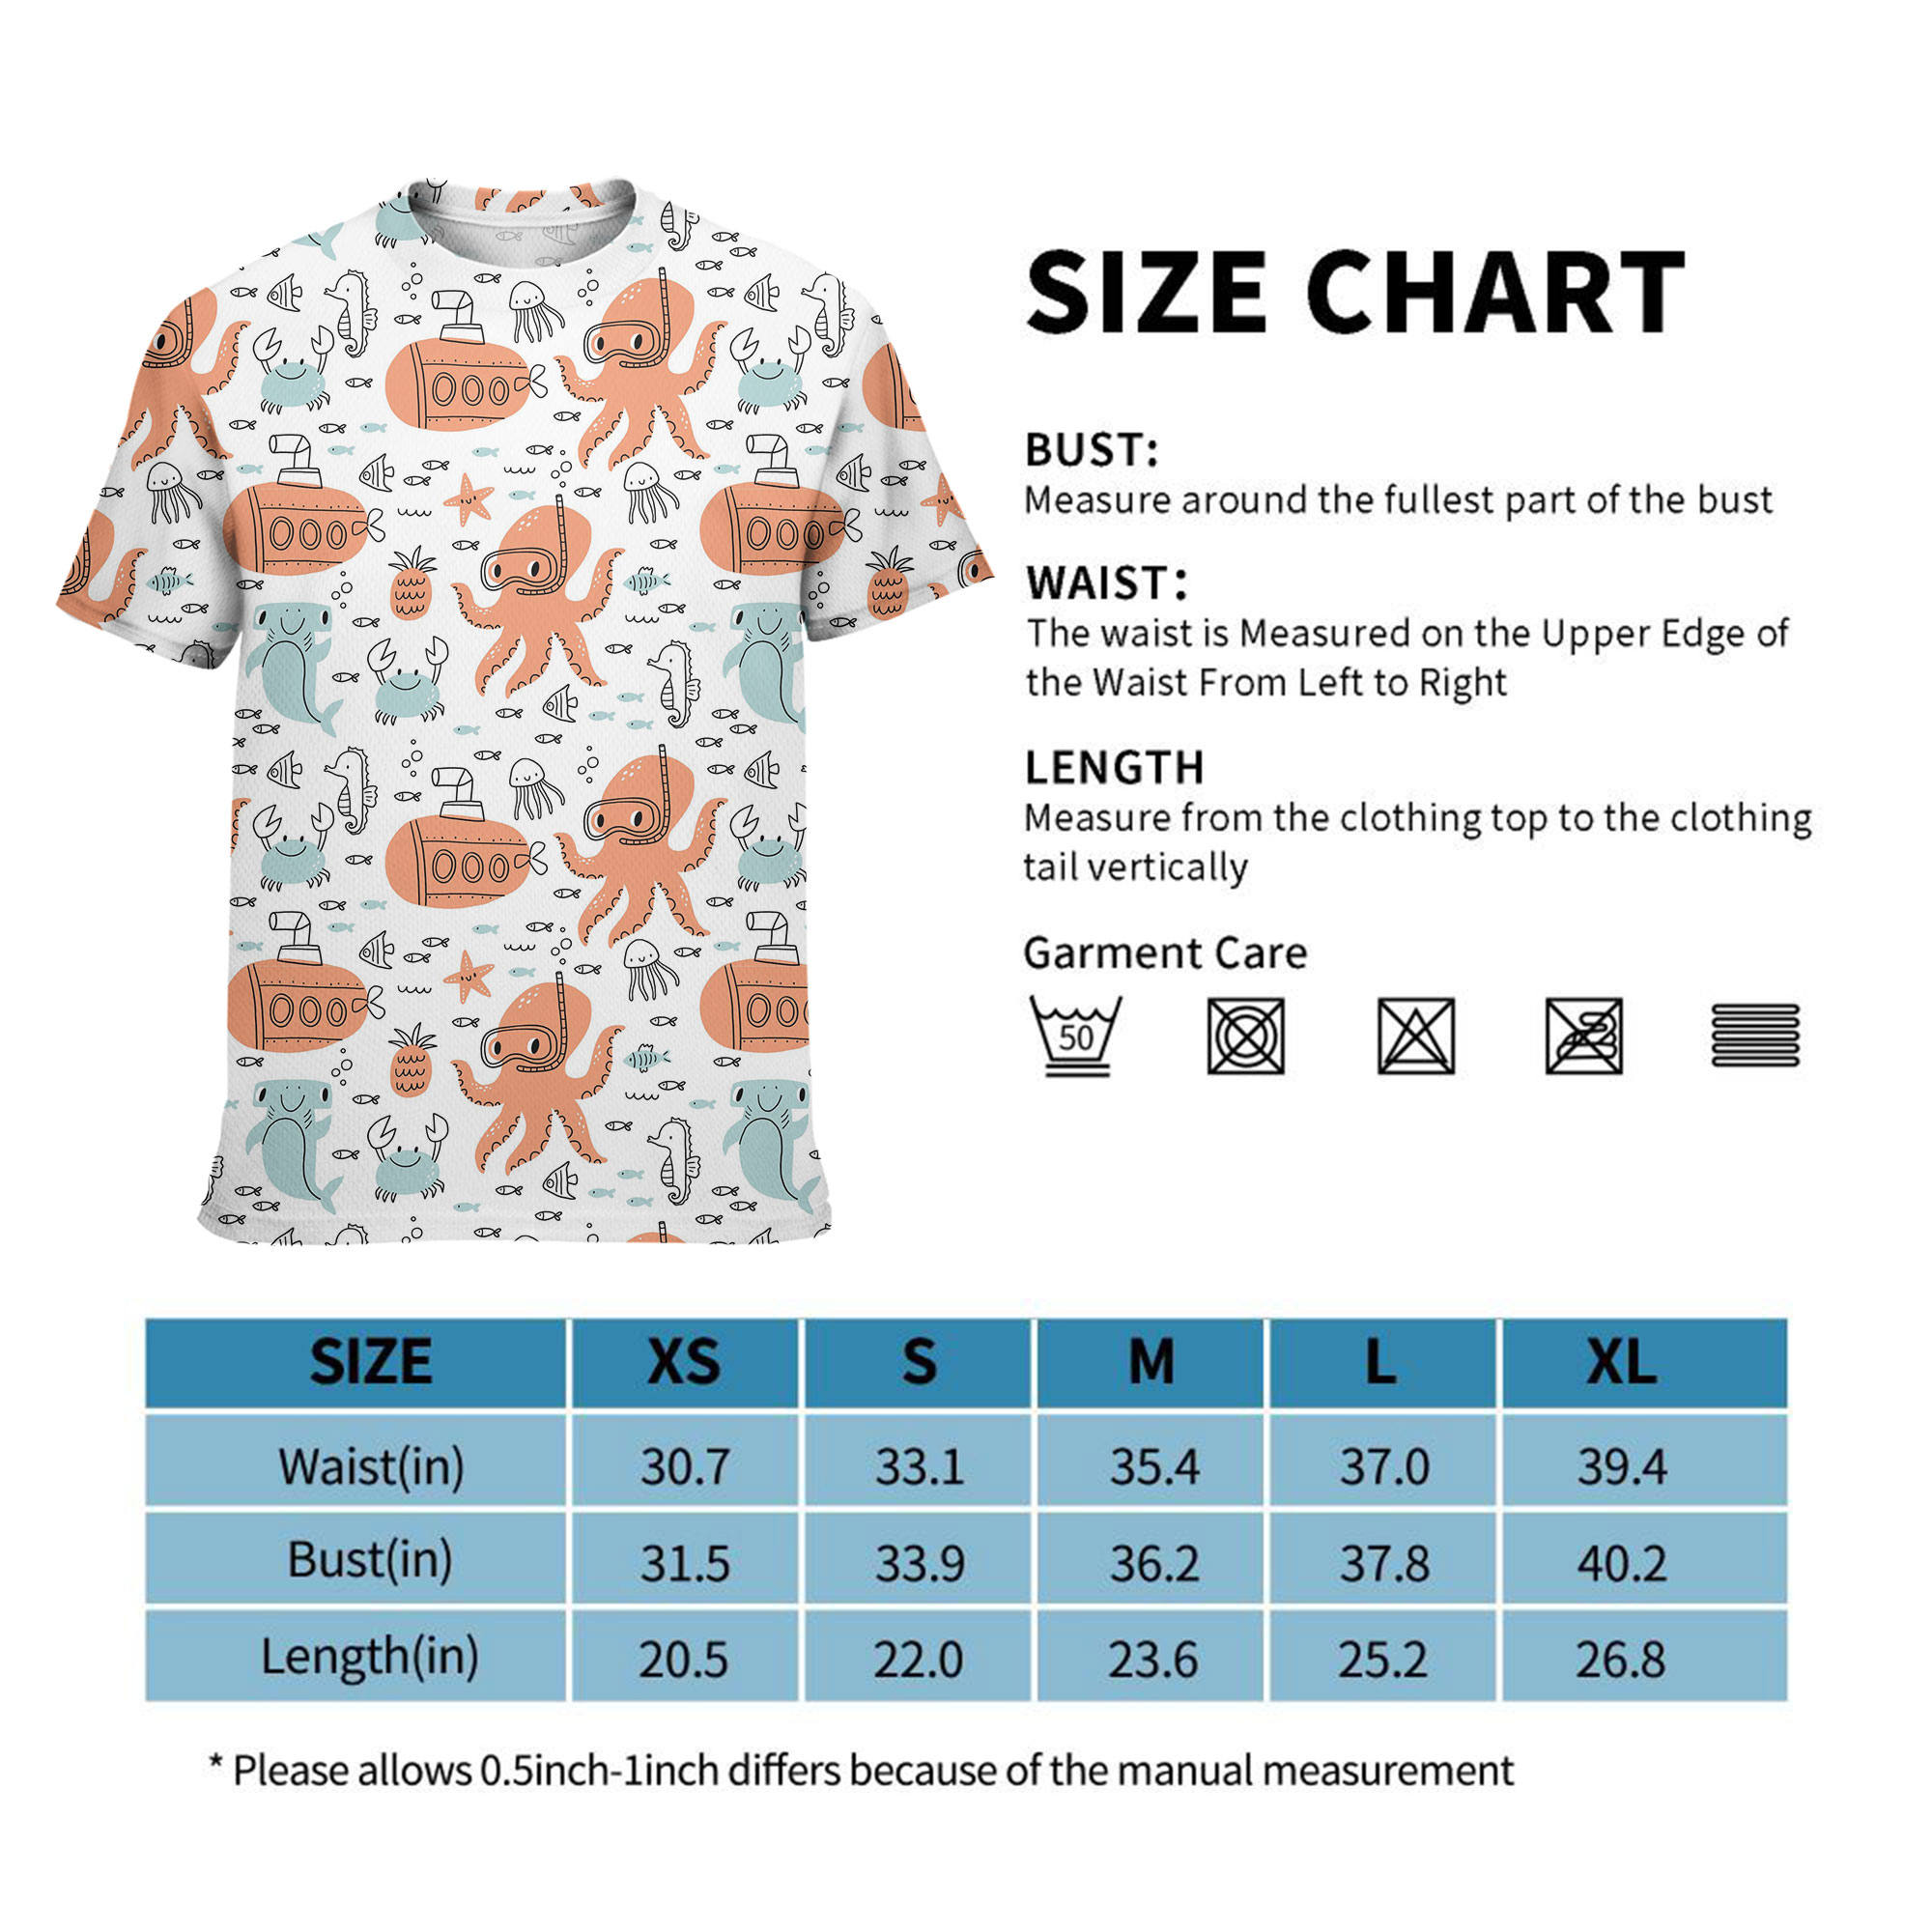 SIZE CHART
BUST:
Measure around the fullest part of the bust
WAIST:
The waist is Measured on the Upper Edge of
the Waist From Left to Right
LENGTH
Measure from the clothing top to the clothing
tail vertically
Garment Care
50
SIZE XS S M L XL
Waist(in) 30.7 33.1 35.4 37.0 39.4
Bust(in) 31.5 33.9 36.2 37.8 40.2
Length(in) 20.5 22.0 23.6 25.2 26.8
* Please allows 0.5inch-1inch differs because of the manual measurement